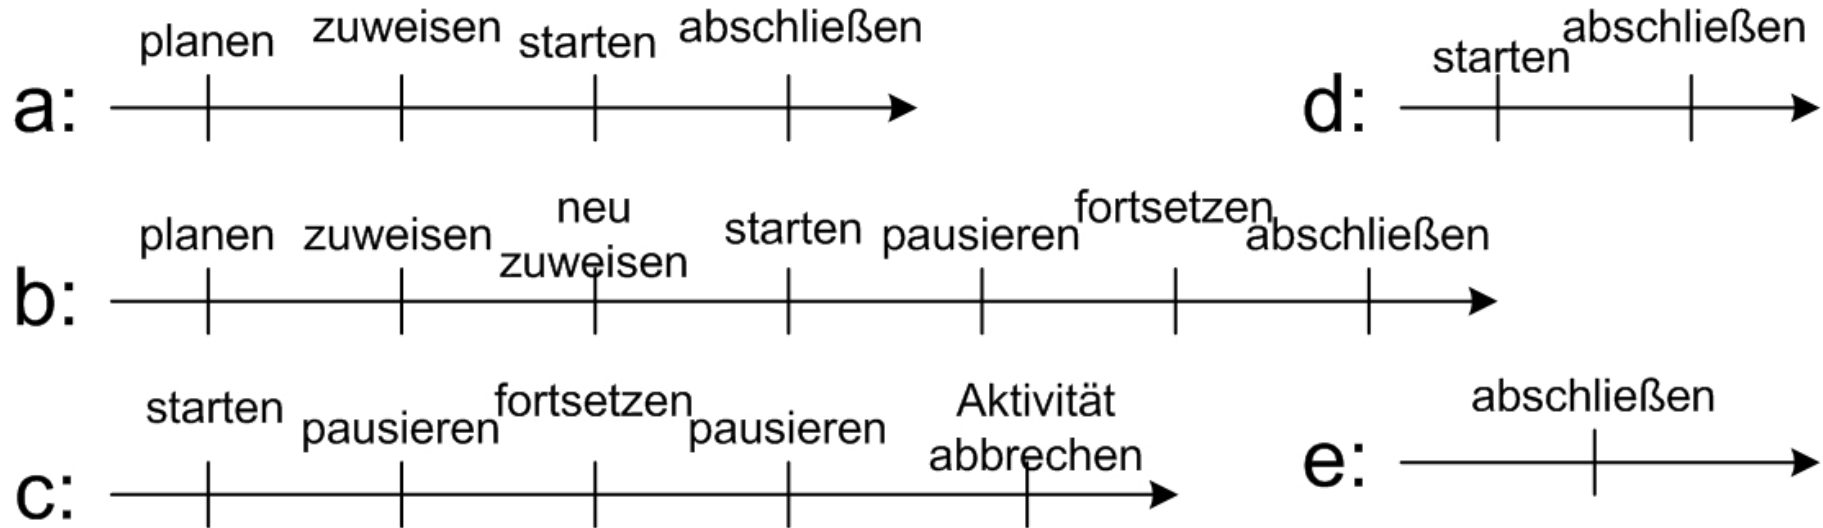 a:
planen
zuweisen
starten
abschließen
d:
starten
abschließen
b:
planen
zuweisen
neu
zuweisen
starten
pausieren
fortsetzen
abschließen
c:
starten
pausieren
fortsetzen
pausieren
Aktivität
abbrechen
e:
abschließen